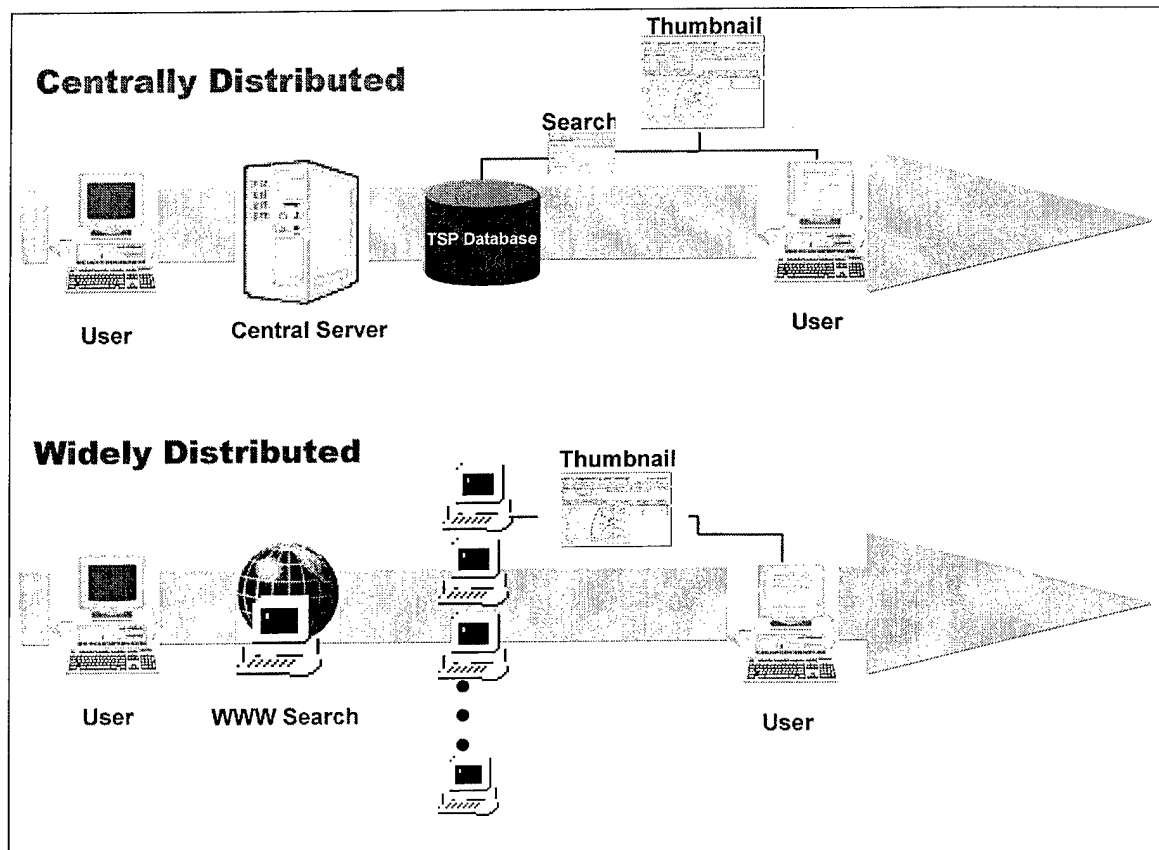 Thumbnail
Centrally Distributed
Search
TSP Database
User
Central Server
User
Widely Distributed
Thumbnail
User
WWW Search
User